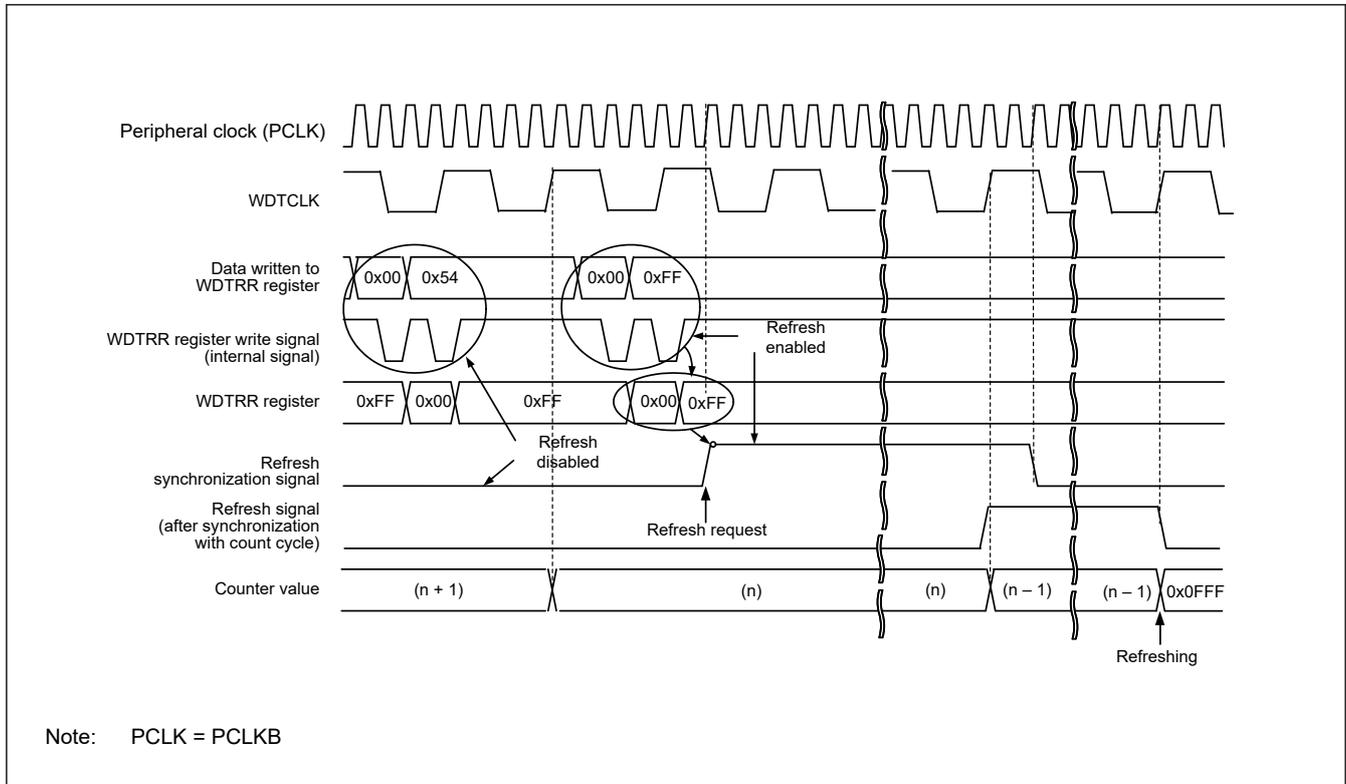 Peripheral clock (PCLK)
WDTCLK
Data written to
WDTRR register
0x00
0x54
0x00
0xFF
WDTRR register write signal
(internal signal)
Refresh
enabled
WDTRR register
0xFF
0x00
0xFF
0x00
0xFF
Refresh
disabled
Refresh
synchronization signal
Refresh request
Refresh signal
(after synchronization
with count cycle)
Counter value
(n + 1)
(n)
(n)
(n – 1)
(n – 1)
0x0FFF
Refreshing
Note: PCLK = PCLKB